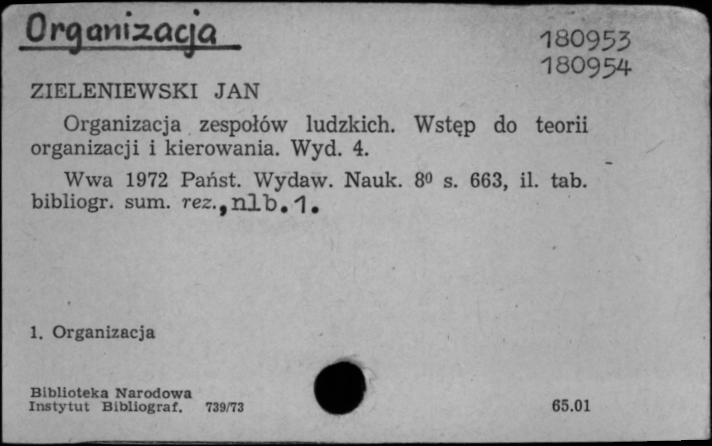 Organizacja
180953
180954
ZIELENIEWSKI JAN
Organizacja zespołów ludzkich. Wstęp do teorii
organizacji i kierowania. Wyd. 4.
Wwa 1972 Państ. Wydaw. Nauk. 8⁰ s. 663, il. tab.
bibliogr. sum. rez., nlb. 1.
1. Organizacja
Biblioteka Narodowa
Instytut Bibliograf. 739/73
65.01